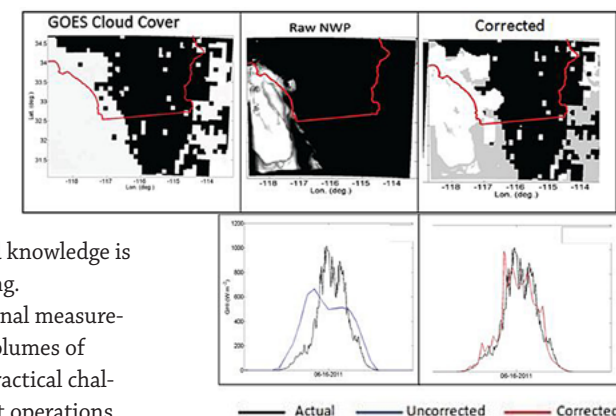 GOES Cloud Cover
Raw NWP
Corrected
34.5
34
33.5
33
32.5
32
31.5
Lat. (deg.)
-118 -117 -116 -115 -114
Lon. (deg.)
-118 -117 -116 -115 -114
Lon. (deg.)
-118 -117 -116 -115 -114
Lon. (deg.)
knowledge is
ng.
nal measure-
olumes of
ractical chal-
t operations
1200
1000
800
600
400
200
0
06-16-2011
06-16-2011
Actual Uncorrected Corrected